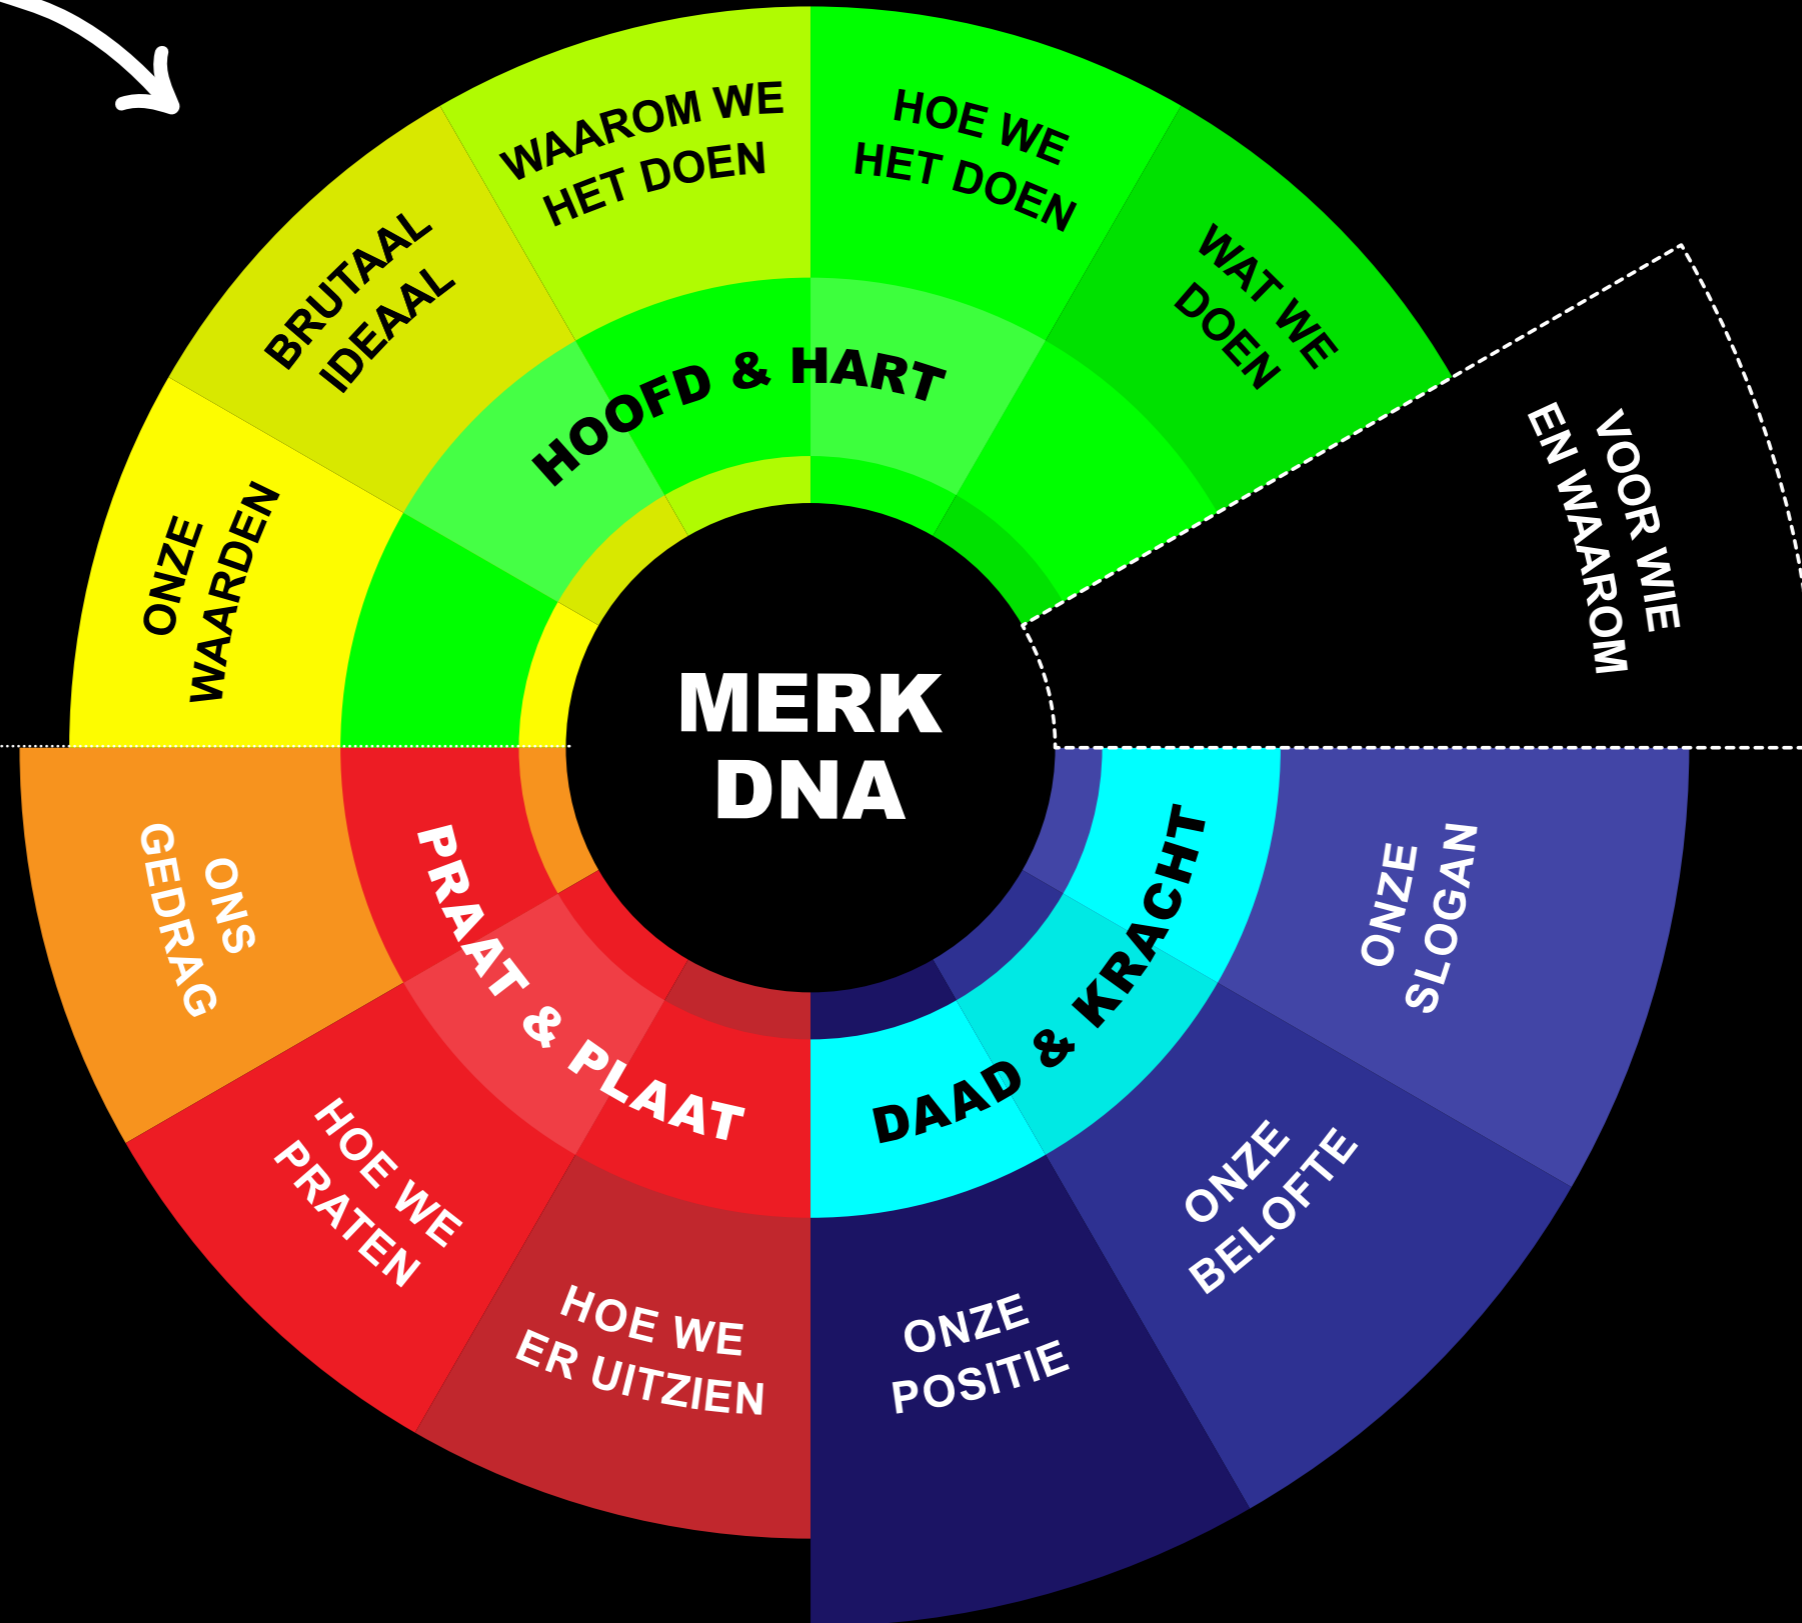 MERK
DNA
HOOFD & HART
ONZE
WAARDEN
BRUTAAL
IDEAAL
WAAROM WE
HET DOEN
HOE WE
HET DOEN
WAT WE
DOEN
VOOR WIE
EN WAAROM
DAAD & KRACHT
ONZE
SLOGAN
ONZE
BELOFTE
ONZE
POSITIE
PRAAT & PLAAT
HOE WE
ER UITZIEN
HOE WE
PRATEN
ONS
GEDRAG